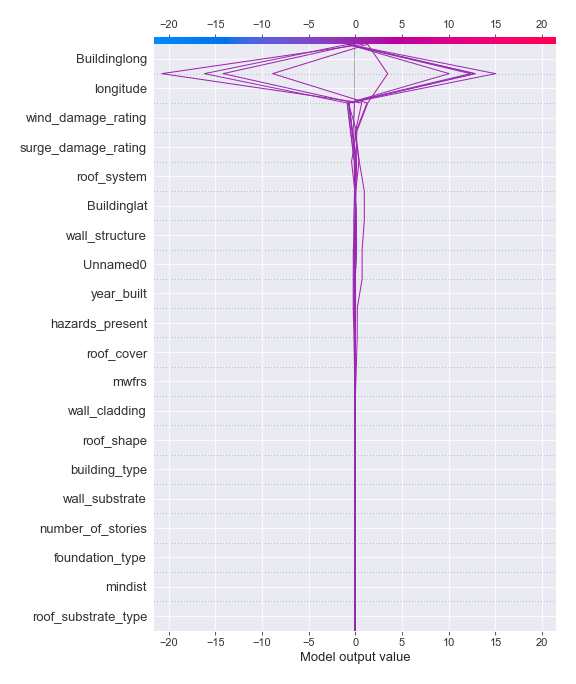 −20 −15 −10 −5 0 5 10 15 20
Buildinglong
longitude
wind_damage_rating
surge_damage_rating
roof_system
Buildinglat
wall_structure
Unnamed0
year_built
hazards_present
roof_cover
mwfrs
wall_cladding
roof_shape
building_type
wall_substrate
number_of_stories
foundation_type
mindist
roof_substrate_type
−20 −15 −10 −5 0 5 10 15 20
Model output value